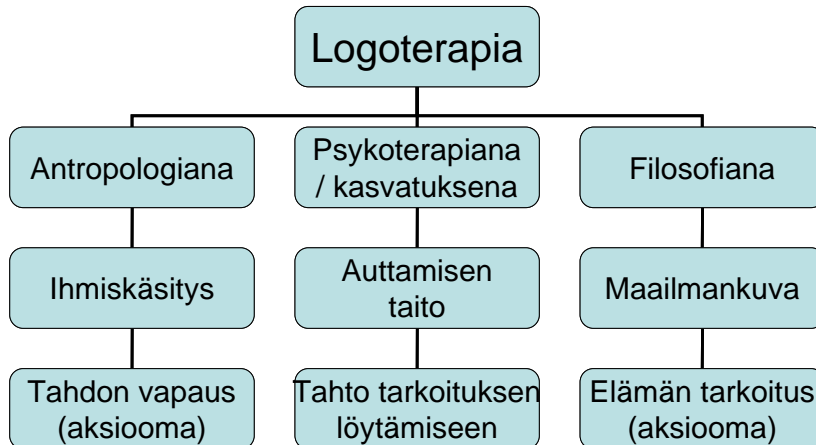 Logoterapia
Antropologiana
Psykoterapiana
/ kasvatuksena
Filosofiana
Ihmiskäsitys
Auttamisen
taito
Maailmankuva
Tahdon vapaus
(aksiooma)
Tahto tarkoituksen
löytämiseen
Elämän tarkoitus
(aksiooma)